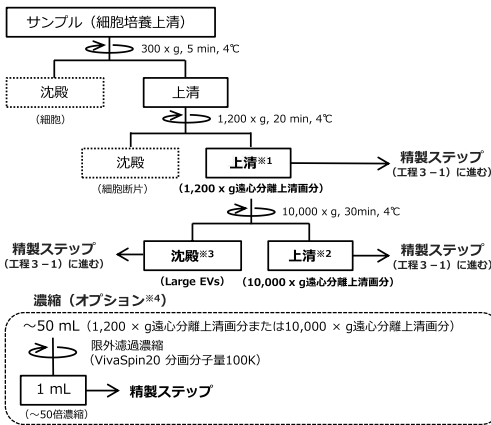 サンプル（細胞培養上清）
300 x g, 5 min, 4℃
沈殿
上清
（細胞）
1,200 x g, 20 min, 4℃
沈殿
上清※1
精製ステップ
（工程３－１）に進む）
（細胞断片）
（1,200 x g遠心分離上清画分）
10,000 x g, 30min, 4℃
精製ステップ
（工程３－１）に進む）
沈殿※3
上清※2
精製ステップ
（工程３－１）に進む）
（Large EVs）
（10,000 x g遠心分離上清画分）
濃縮（オプション※4）
～50 mL（1,200 × g遠心分離上清画分または10,000 × g遠心分離上清画分）
限外濾過濃縮
（VivaSpin20 分画分子量100K）
1 mL
精製ステップ
（～50倍濃縮）